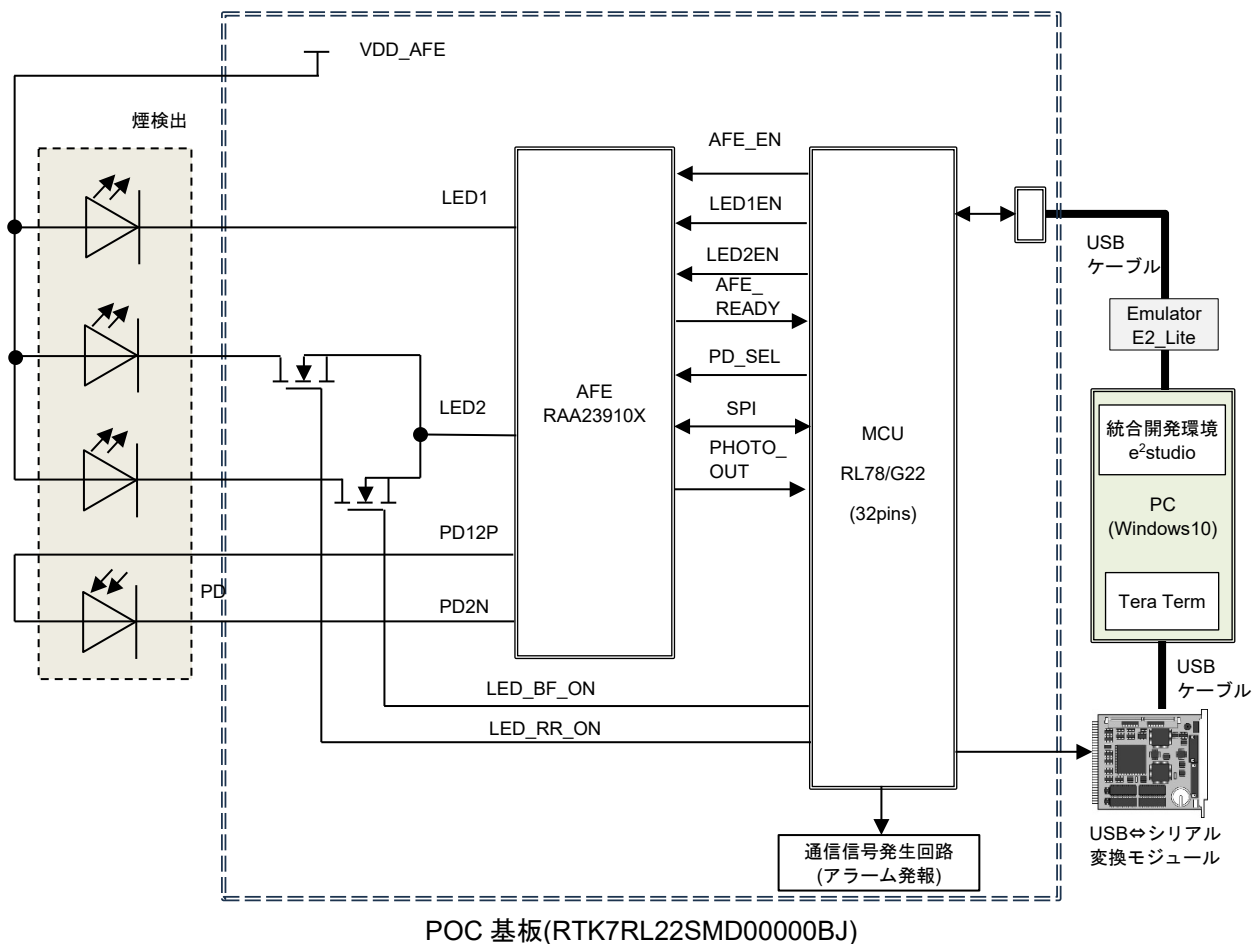 VDD_AFE
煙検出
LED1
LED2
PD12P
PD
PD2N
AFE
RAA23910X
AFE_EN
LED1EN
LED2EN
AFE_
READY
PD_SEL
SPI
PHOTO_
OUT
MCU
RL78/G22
(32pins)
LED_BF_ON
LED_RR_ON
通信信号発生回路
(アラーム発報)
USB
ケーブル
Emulator
E2_Lite
統合開発環境
e²studio
PC
(Windows10)
Tera Term
USB
ケーブル
USB⇔シリアル
変換モジュール
POC 基板(RTK7RL22SMD00000BJ)